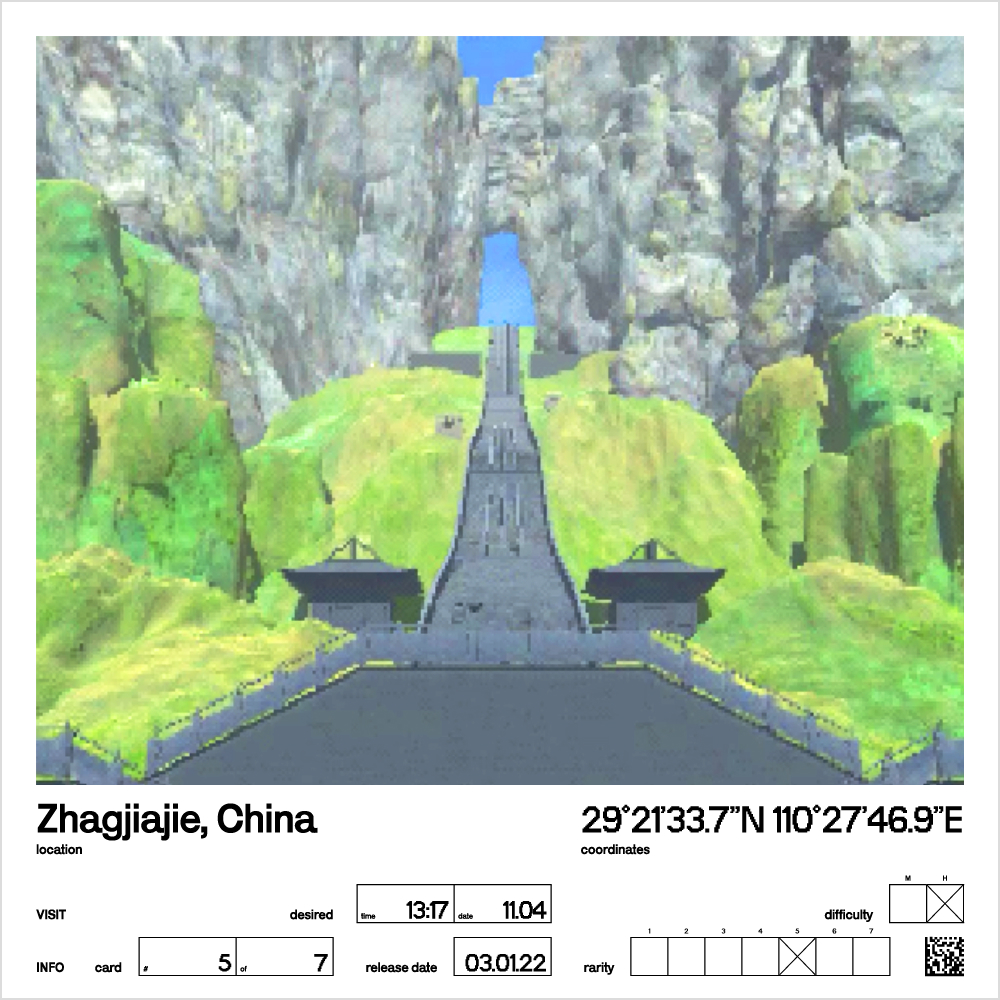 Zhagjiajie, China
location
29°21'33.7"N 110°27'46.9"E
coordinates
VISIT desired time 13:17 date 11.04 difficulty M H
INFO card # 5 of 7 release date 03.01.22 rarity 1 2 3 4 5 6 7